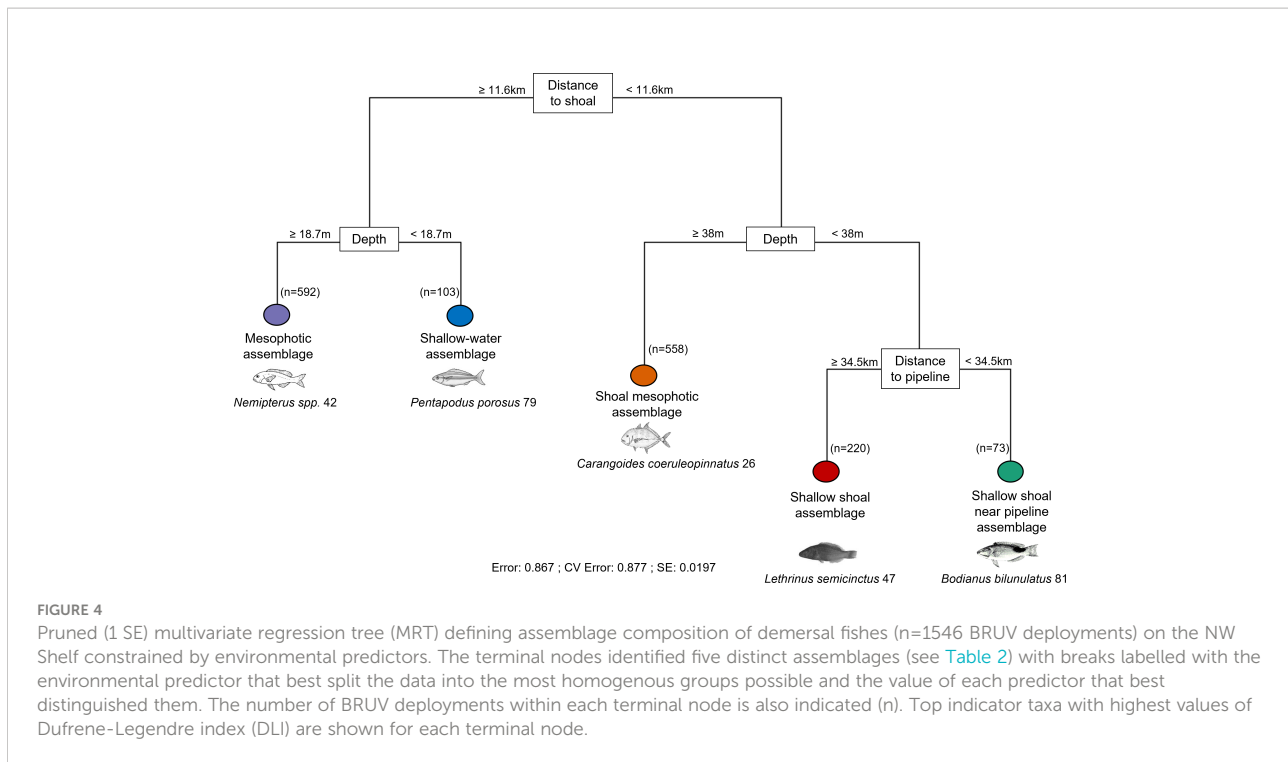 Distance
to shoal
≥ 11.6km
< 11.6km
Depth
≥ 18.7m
< 18.7m
Depth
≥ 38m
< 38m
(n=592)
(n=103)
Mesophotic
assemblage
Nemipterus spp. 42
Shallow-water
assemblage
Pentapodus porosus 79
(n=558)
Shoal mesophotic
assemblage
Carangoides coeruleopinnatus 26
Distance
to pipeline
≥ 34.5km
< 34.5km
(n=220)
(n=73)
Shallow shoal
assemblage
Lethrinus semicinctus 47
Shallow shoal
near pipeline
assemblage
Bodianus bilunulatus 81
Error: 0.867 ; CV Error: 0.877 ; SE: 0.0197
FIGURE 4
Pruned (1 SE) multivariate regression tree (MRT) defining assemblage composition of demersal fishes (n=1546 BRUV deployments) on the NW
Shelf constrained by environmental predictors. The terminal nodes identified five distinct assemblages (see Table 2) with breaks labelled with the
environmental predictor that best split the data into the most homogenous groups possible and the value of each predictor that best
distinguished them. The number of BRUV deployments within each terminal node is also indicated (n). Top indicator taxa with highest values of
Dufrene-Legendre index (DLI) are shown for each terminal node.